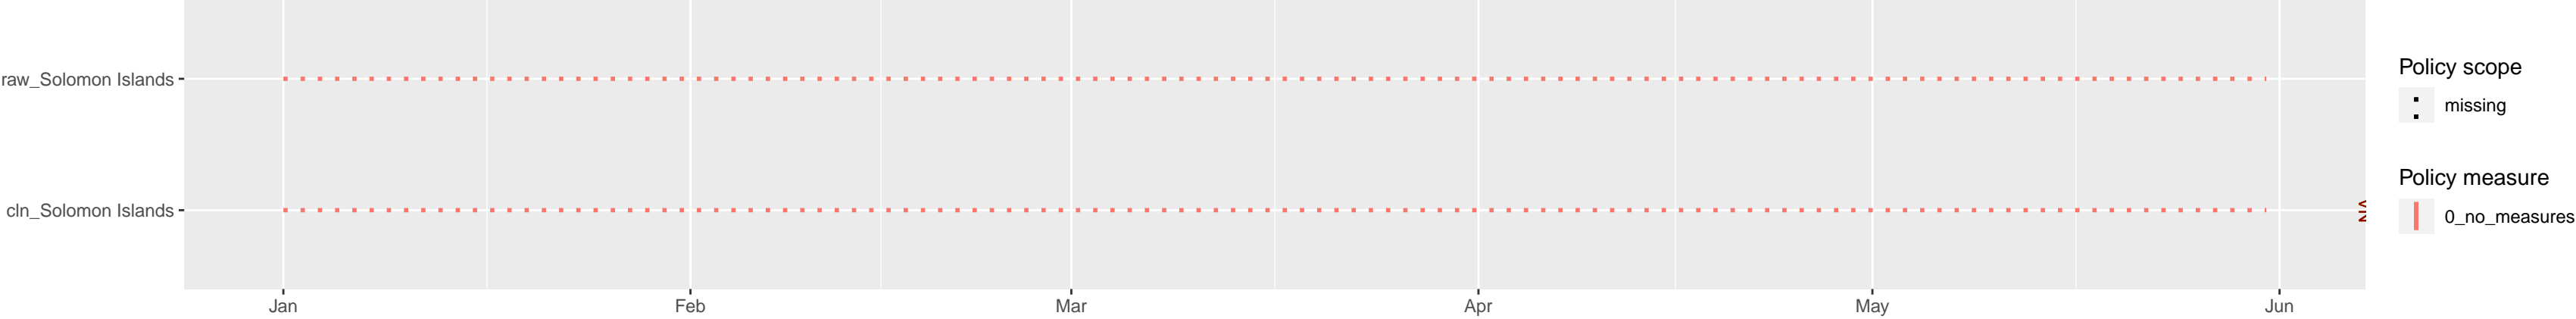 raw_Solomon Islands
cln_Solomon Islands
Jan Feb Mar Apr May Jun
Policy scope
missing
Policy measure
0_no_measures